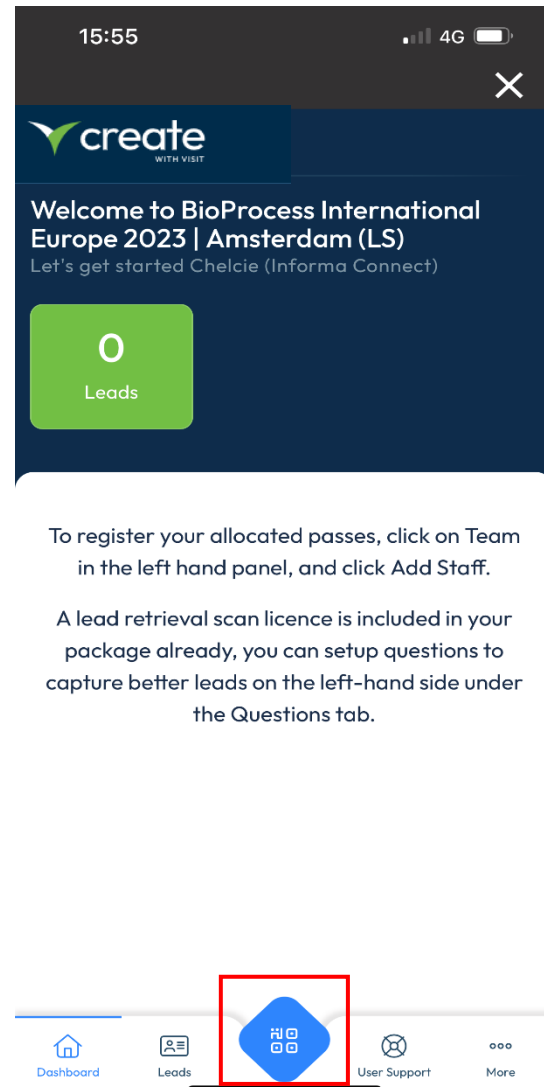 15:55
4G
create
WITH VISIT
Welcome to BioProcess International
Europe 2023 | Amsterdam (LS)
Let's get started Chelcie (Informa Connect)
0
Leads
To register your allocated passes, click on Team
in the left hand panel, and click Add Staff.
A lead retrieval scan licence is included in your
package already, you can setup questions to
capture better leads on the left-hand side under
the Questions tab.
Dashboard
Leads
User Support
More